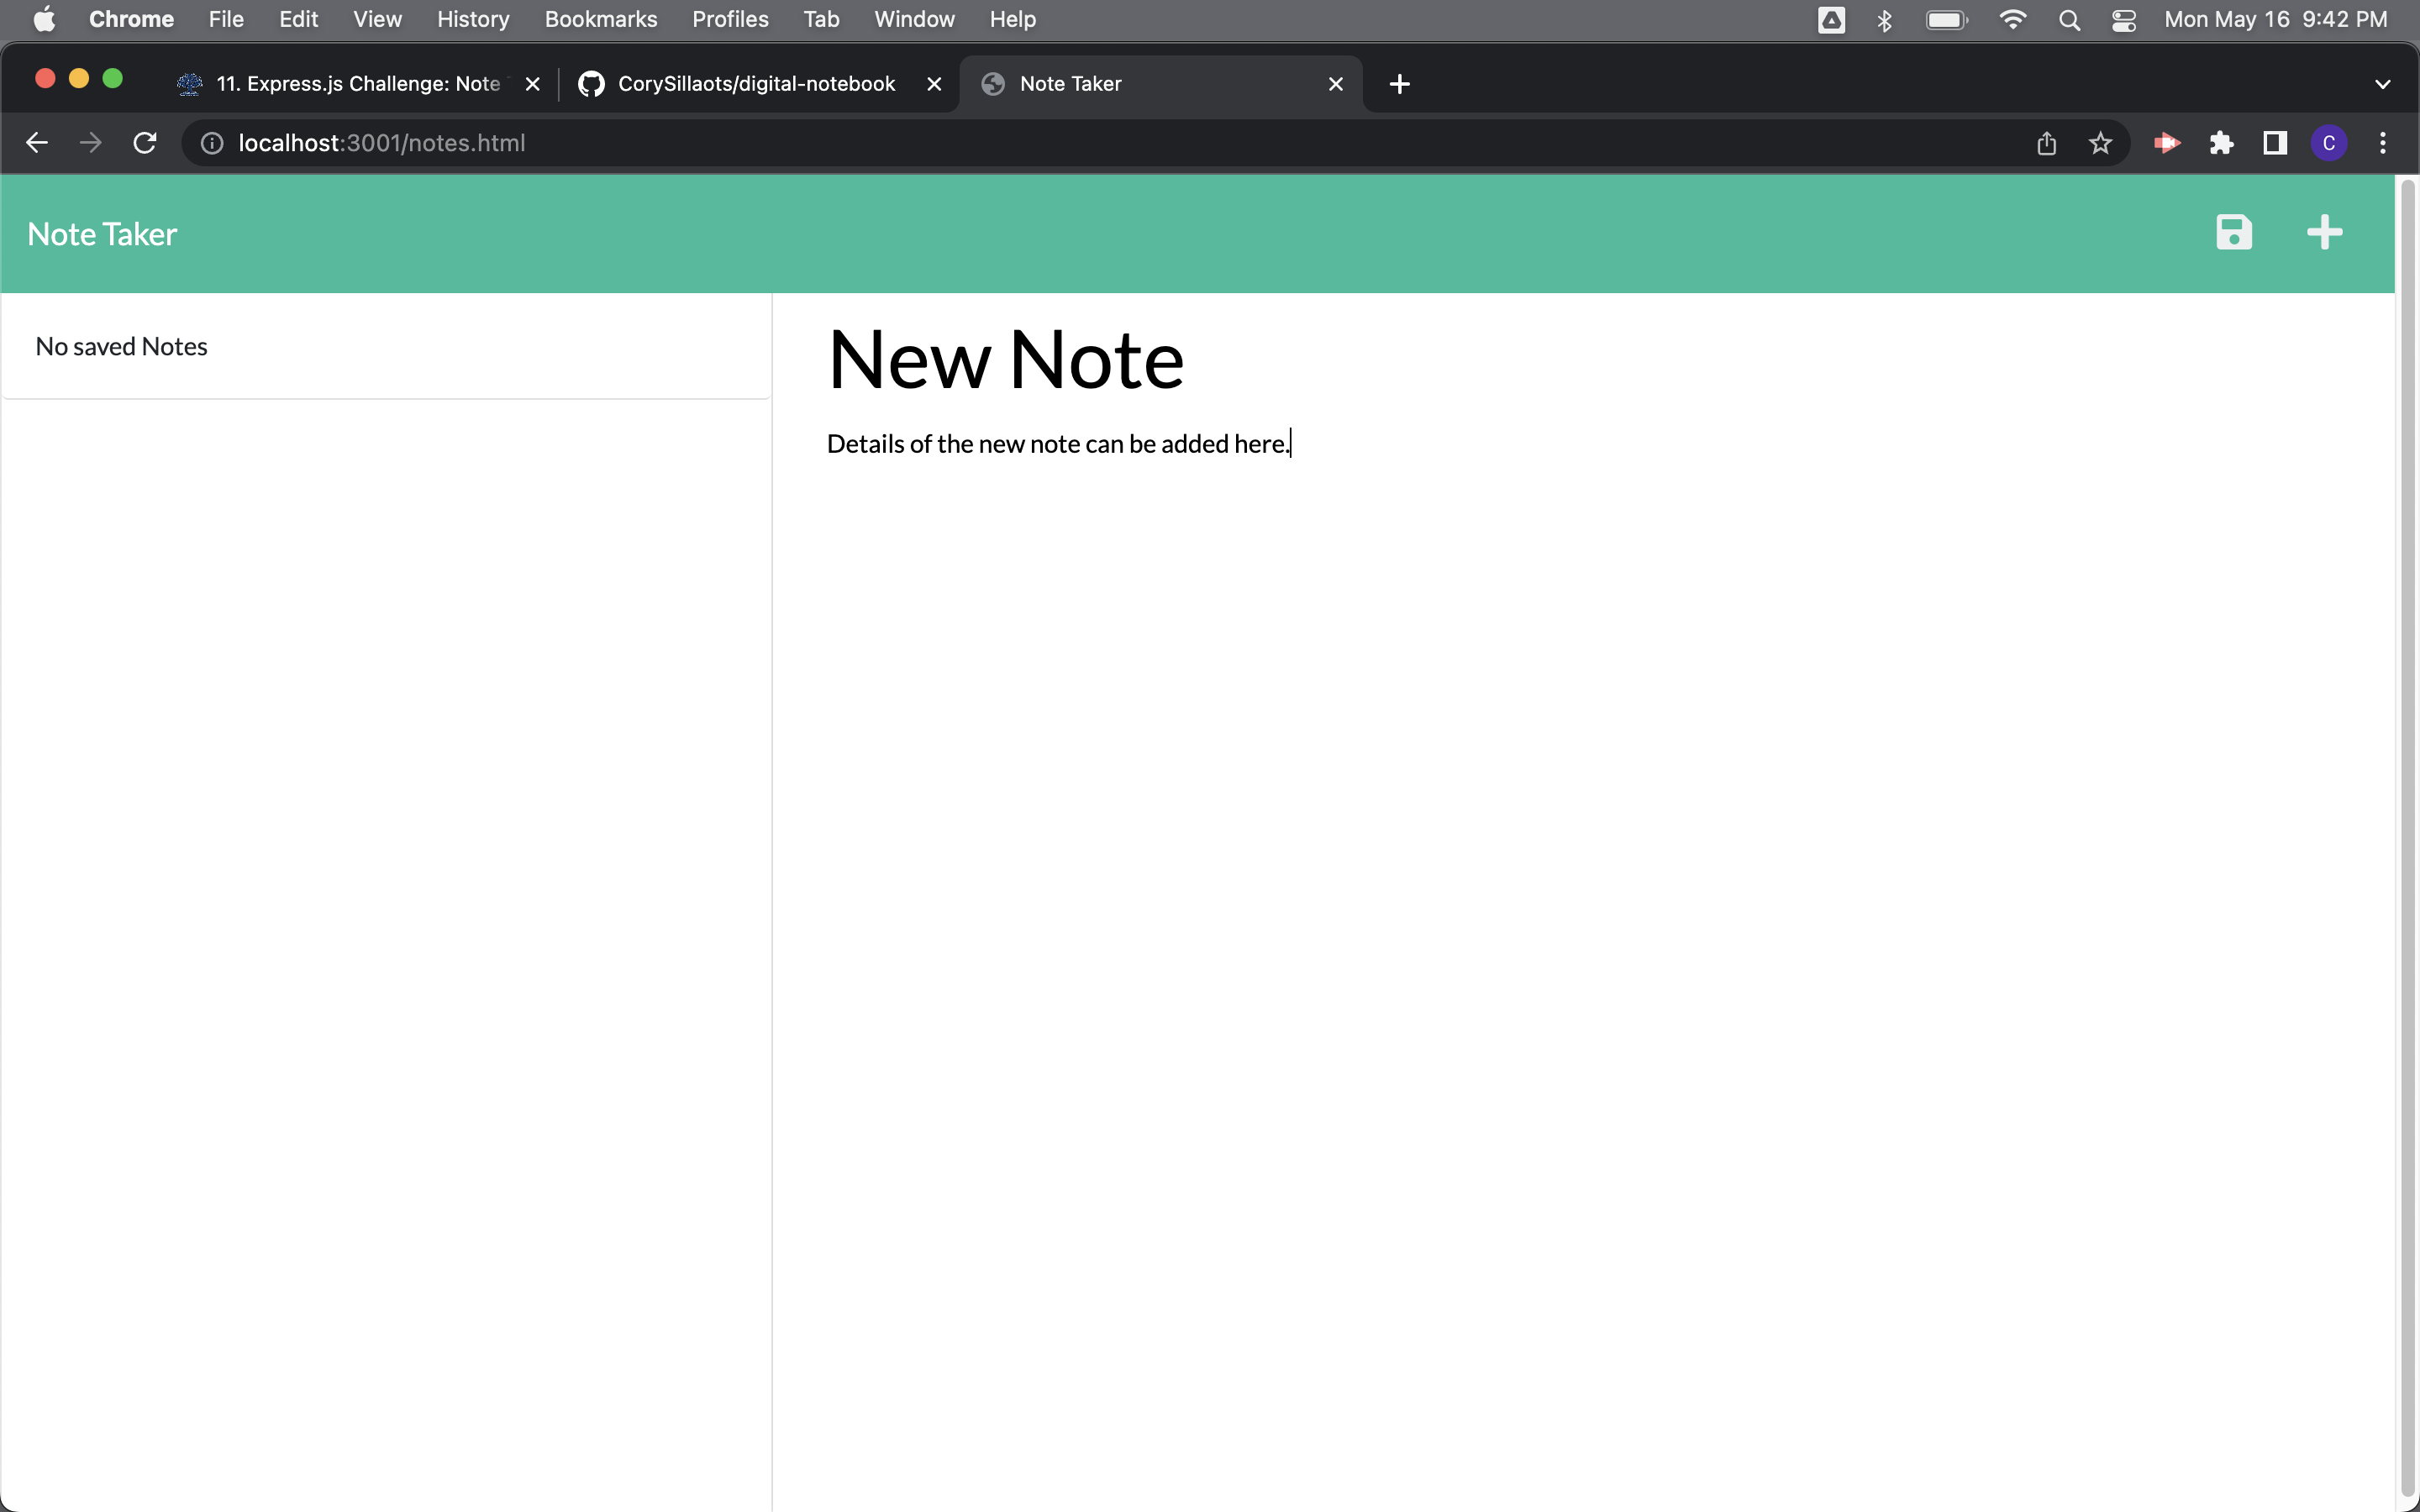 Chrome File Edit View History Bookmarks Profiles Tab Window Help Mon May 16 9:42 PM
11. Express.js Challenge: Note CorySillaots/digital-notebook Note Taker
localhost:3001/notes.html C
Note Taker
No saved Notes
New Note
Details of the new note can be added here.